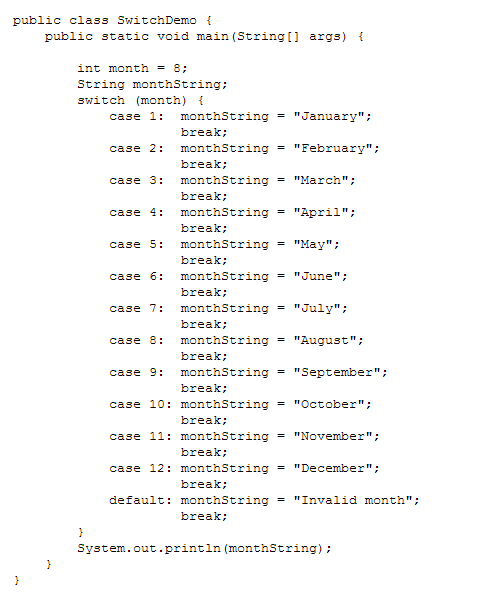 public class SwitchDemo {
    public static void main(String[] args) {

        int month = 8;
        String monthString;
        switch (month) {
            case 1:  monthString = "January";
                     break;
            case 2:  monthString = "February";
                     break;
            case 3:  monthString = "March";
                     break;
            case 4:  monthString = "April";
                     break;
            case 5:  monthString = "May";
                     break;
            case 6:  monthString = "June";
                     break;
            case 7:  monthString = "July";
                     break;
            case 8:  monthString = "August";
                     break;
            case 9:  monthString = "September";
                     break;
            case 10: monthString = "October";
                     break;
            case 11: monthString = "November";
                     break;
            case 12: monthString = "December";
                     break;
            default: monthString = "Invalid month";
                     break;
        }
        System.out.println(monthString);
    }
}